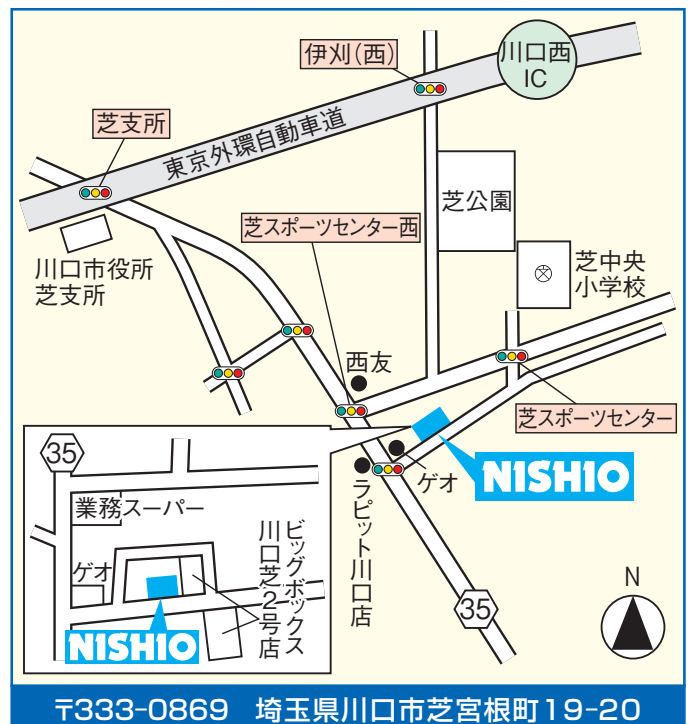 伊刈(西)
川口西
IC
芝支所
東京外環自動車道
芝公園
芝スポーツセンター西
川口市役所
芝支所
芝中央
小学校
西友
芝スポーツセンター
ゲオ
NISHIO
ラビット川口店
35
N
35
業務スーパー
ゲオ
ビッグボックス
川口芝2号店
NISHIO
〒333-0869 埼玉県川口市芝宮根町19-20